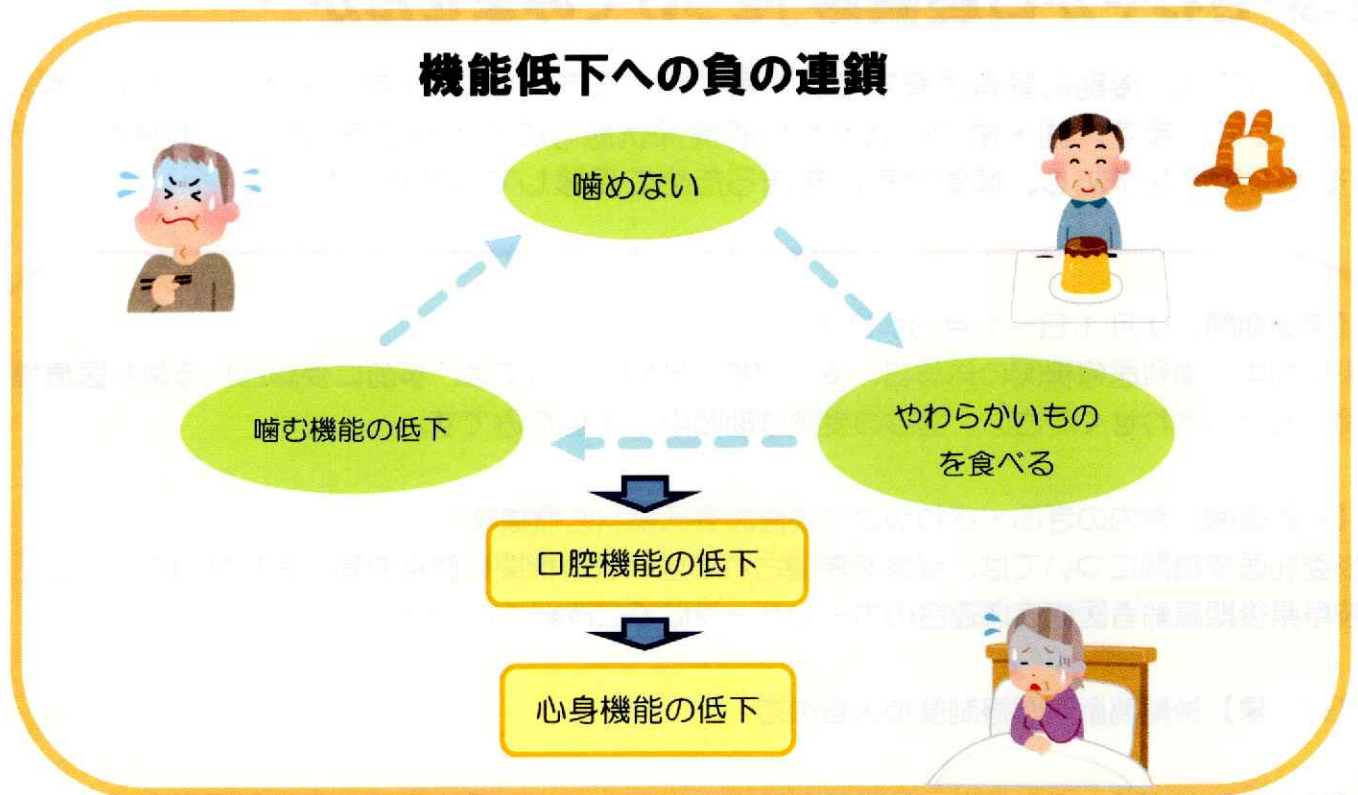 機能低下への負の連鎖
噛めない
噛む機能の低下
やわらかいもの
を食べる
口腔機能の低下
心身機能の低下